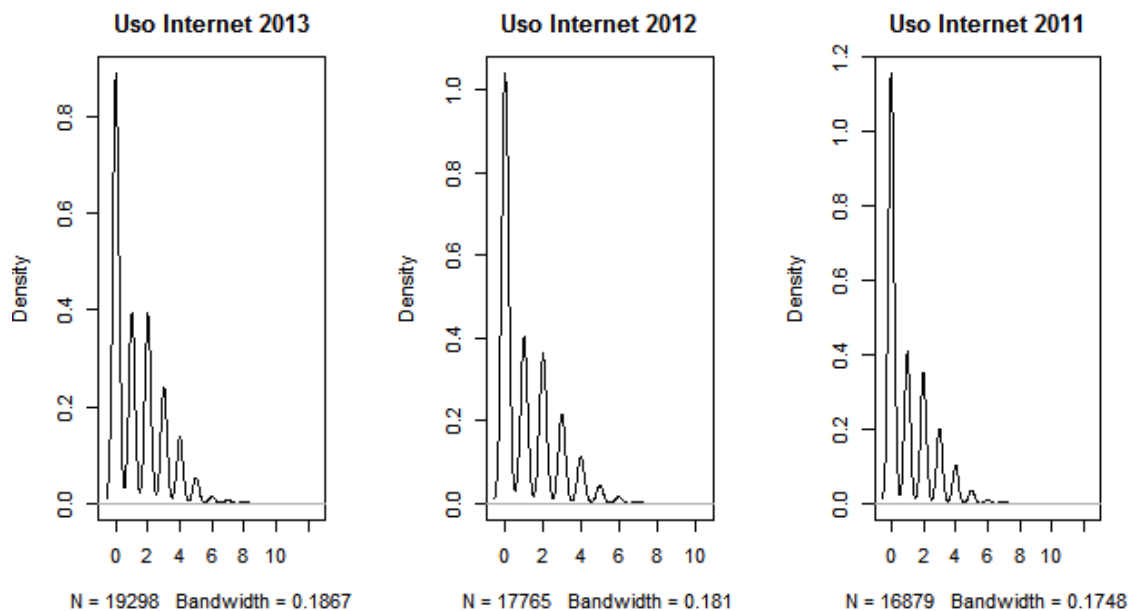 Uso Internet 2013
Density
0.0 0.2 0.4 0.6 0.8
0 2 4 6 8 10
N = 19298 Bandwidth = 0.1867
Uso Internet 2012
Density
0.0 0.2 0.4 0.6 0.8 1.0
0 2 4 6 8 10
N = 17765 Bandwidth = 0.181
Uso Internet 2011
Density
0.0 0.2 0.4 0.6 0.8 1.0 1.2
0 2 4 6 8 10
N = 16879 Bandwidth = 0.1748